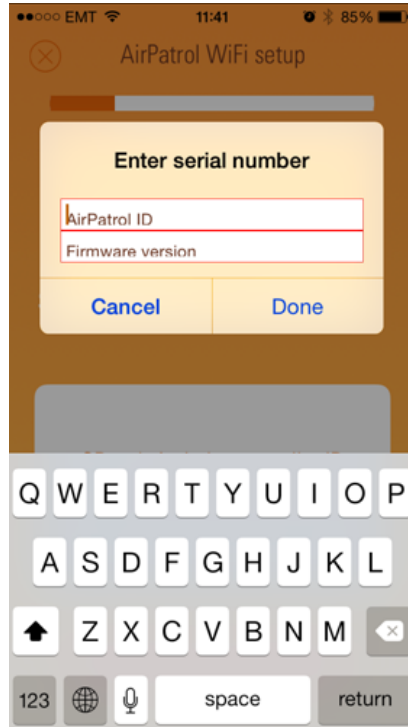 EMT 11:41 85%
AirPatrol WiFi setup
Enter serial number
AirPatrol ID
Firmware version
Cancel Done
Q W E R T Y U I O P
A S D F G H J K L
Z X C V B N M
123 space return